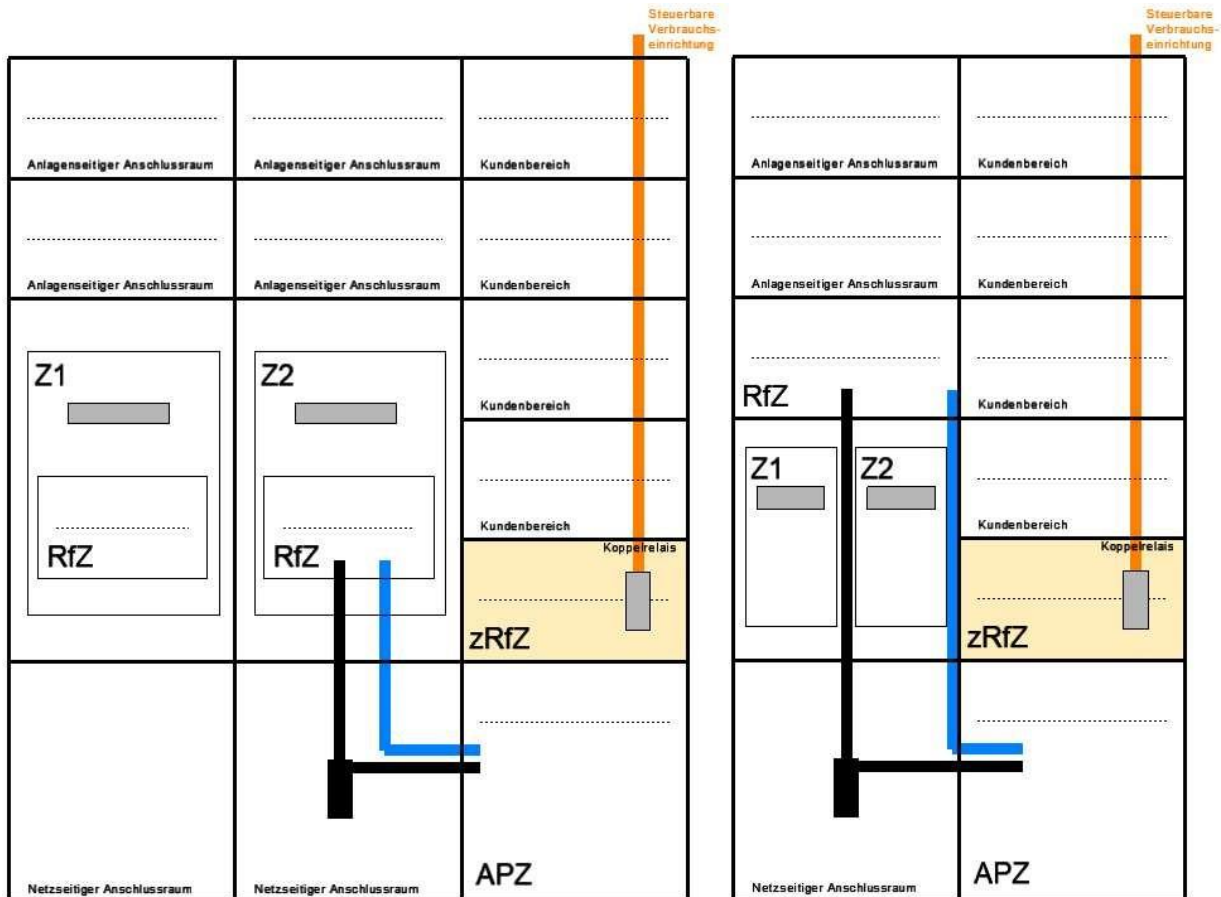 Steuerbare
Verbrauchs-
einrichtung
Anlagenseitiger Anschlussraum
Anlagenseitiger Anschlussraum
Kundenbereich
Anlagenseitiger Anschlussraum
Anlagenseitiger Anschlussraum
Kundenbereich
Z1
Z2
Kundenbereich
Kundenbereich
RfZ
RfZ
Koppelrelais
zRfZ
Netzseitiger Anschlussraum
Netzseitiger Anschlussraum
APZ
Steuerbare
Verbrauchs-
einrichtung
Anlagenseitiger Anschlussraum
Kundenbereich
Anlagenseitiger Anschlussraum
Kundenbereich
RfZ
Kundenbereich
Z1
Z2
Kundenbereich
Koppelrelais
zRfZ
Netzseitiger Anschlussraum
APZ